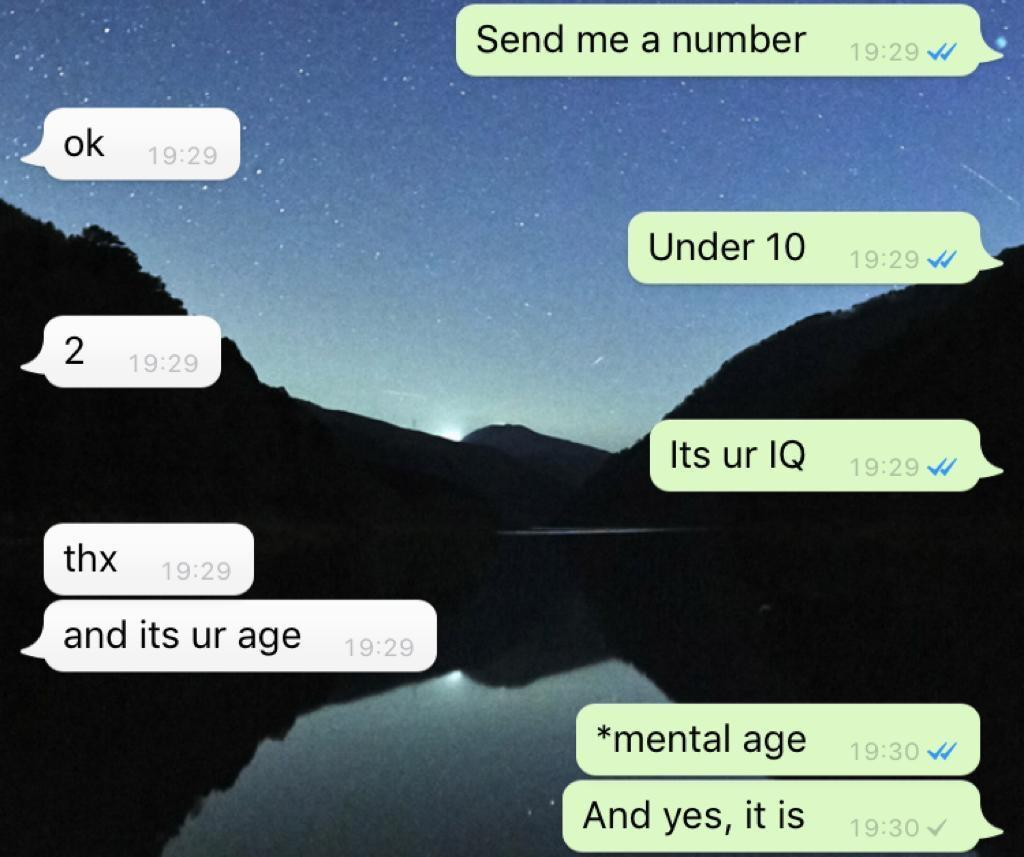 Send me a number 19:29
ok 19:29
Under 10 19:29
2 19:29
Its ur IQ 19:29
thx 19:29
and its ur age 19:29
*mental age 19:30
And yes, it is 19:30